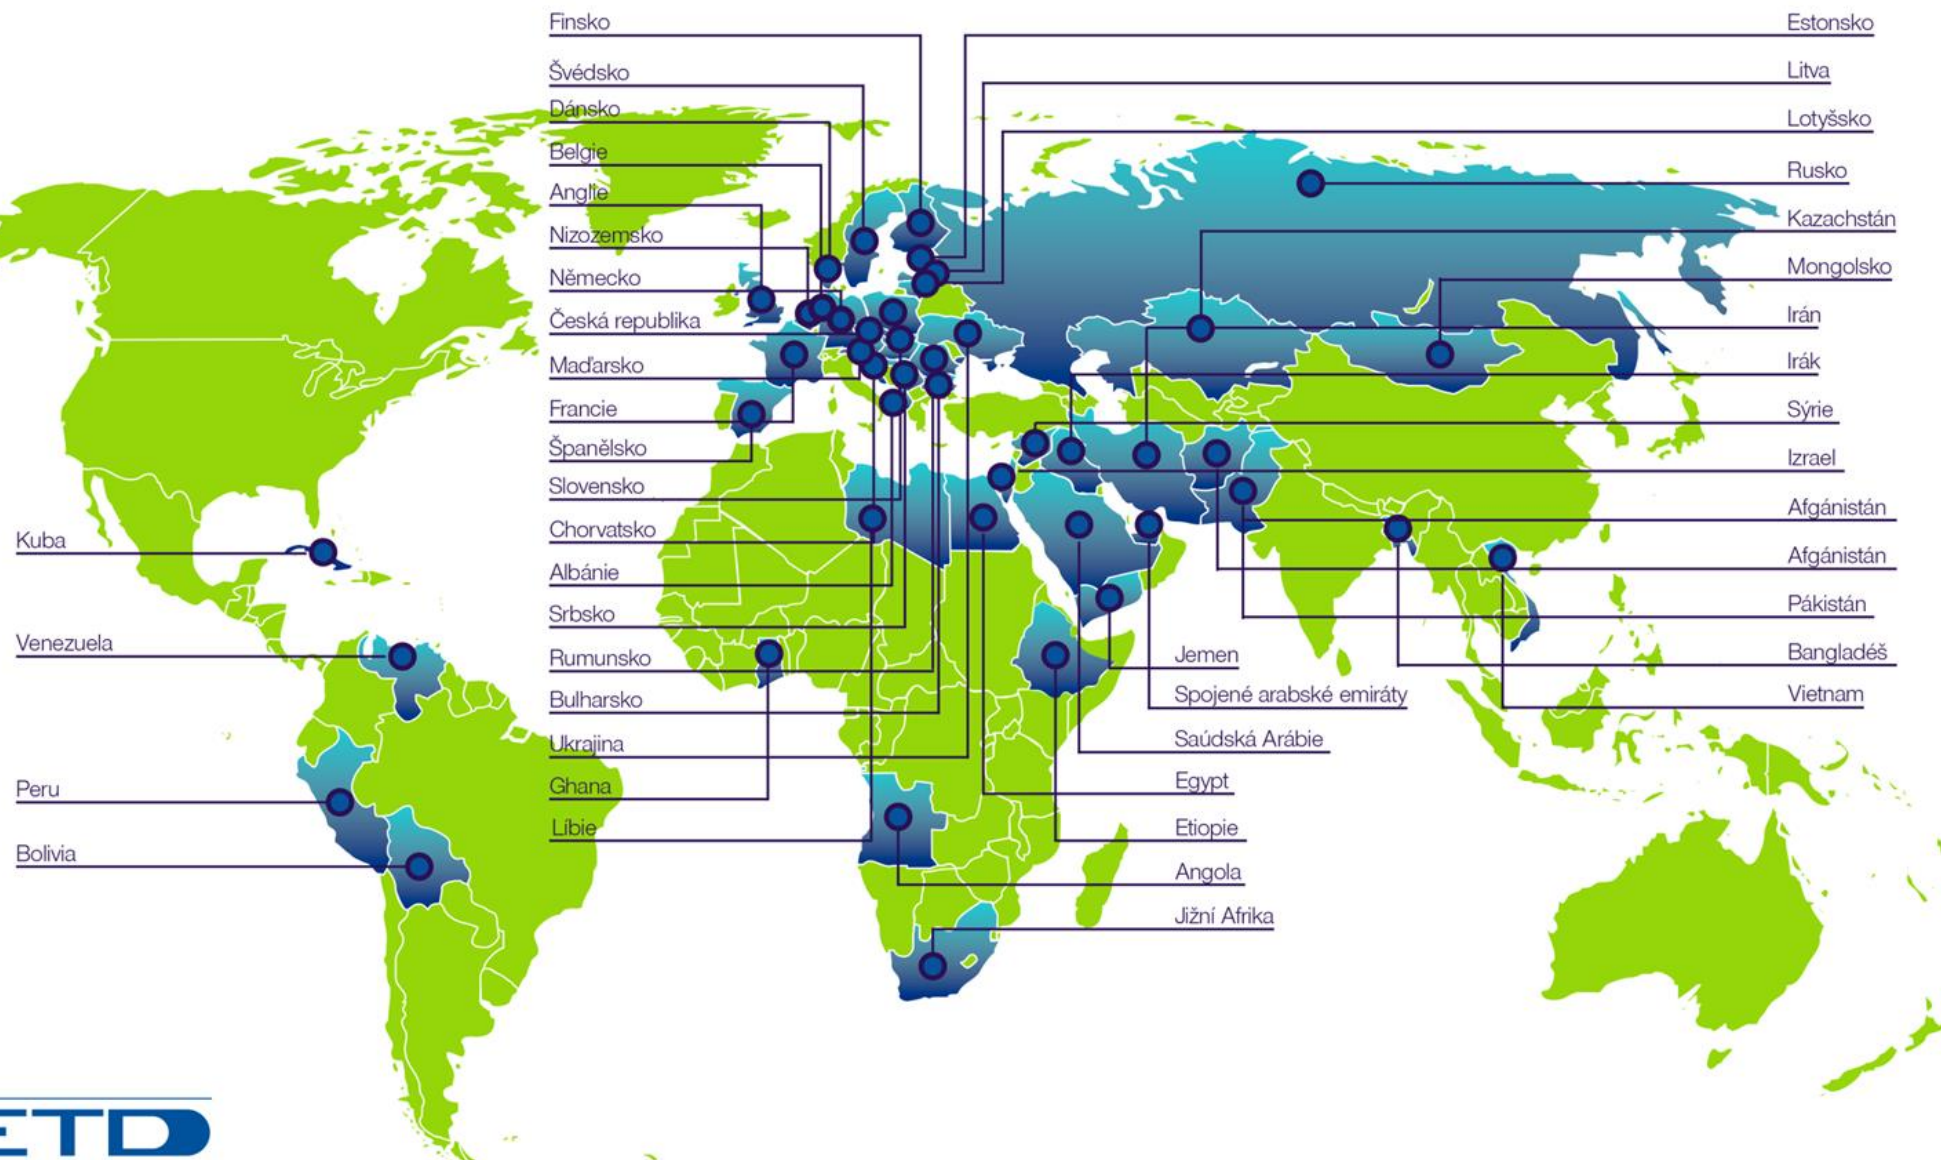 Finsko
Švédsko
Dánsko
Belgie
Anglie
Nizozemsko
Německo
Česká republika
Maďarsko
Francie
Španělsko
Slovensko
Chorvatsko
Albánie
Srbsko
Rumunsko
Bulharsko
Ukrajina
Ghana
Líbie
Kuba
Venezuela
Peru
Bolivia
Estonsko
Litva
Lotyšsko
Rusko
Kazachstán
Mongolsko
Irán
Irák
Sýrie
Izrael
Afgánistán
Afgánistán
Pákistán
Bangladéš
Vietnam
Jemen
Spojené arabské emiráty
Saúdská Arábie
Egypt
Etiopie
Angola
Jižní Afrika
ETD